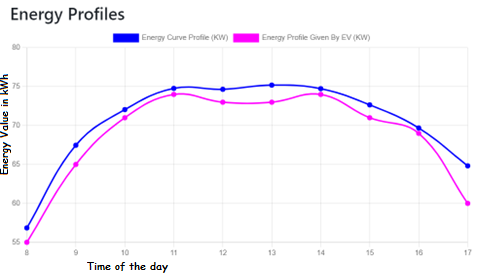 Energy Profiles
Energy Curve Profile (KW) Energy Profile Given By EV (KW)
80
75
70
65
60
55
Energy Value in kWh
8 9 10 11 12 13 14 15 16 17
Time of the day